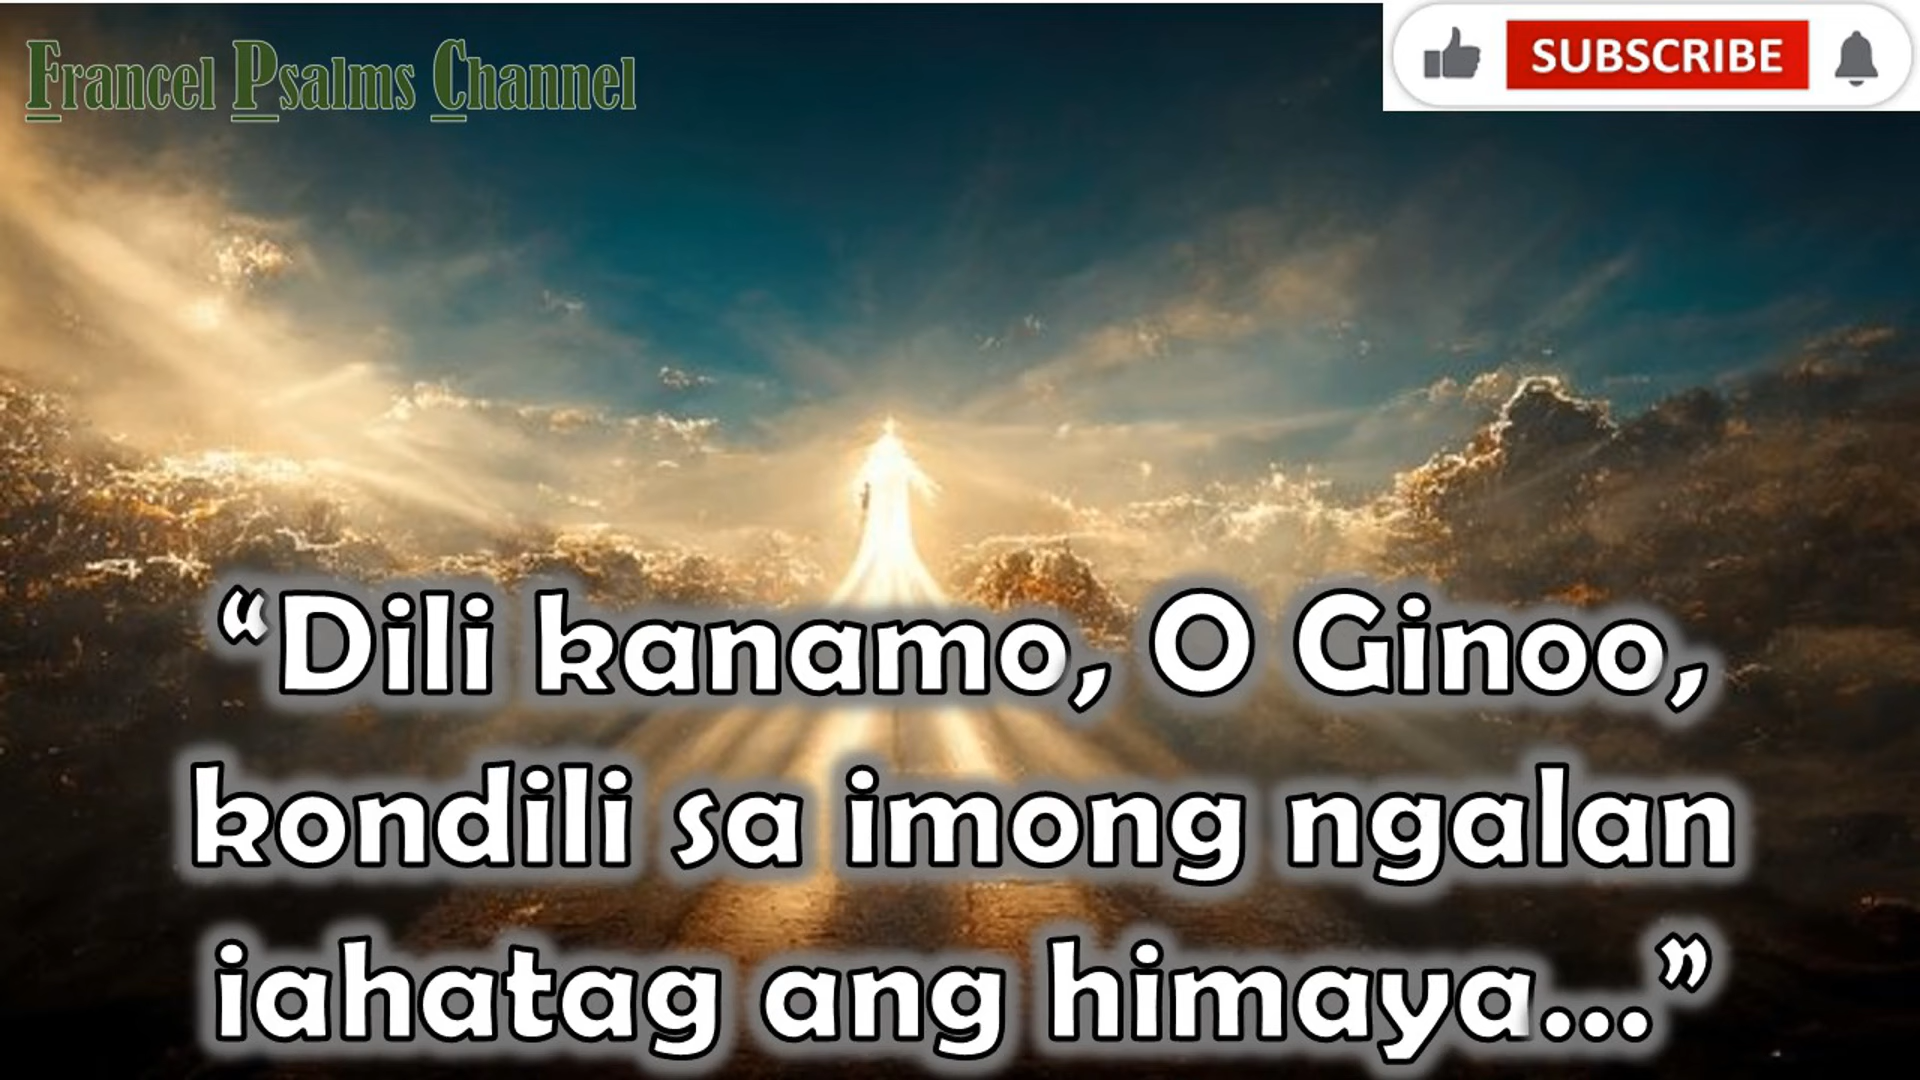 Francel Psalms Channel
SUBSCRIBE
“Dili kanamo, O Ginoo,
kondili sa imong ngalan
iahatag ang himaya...”